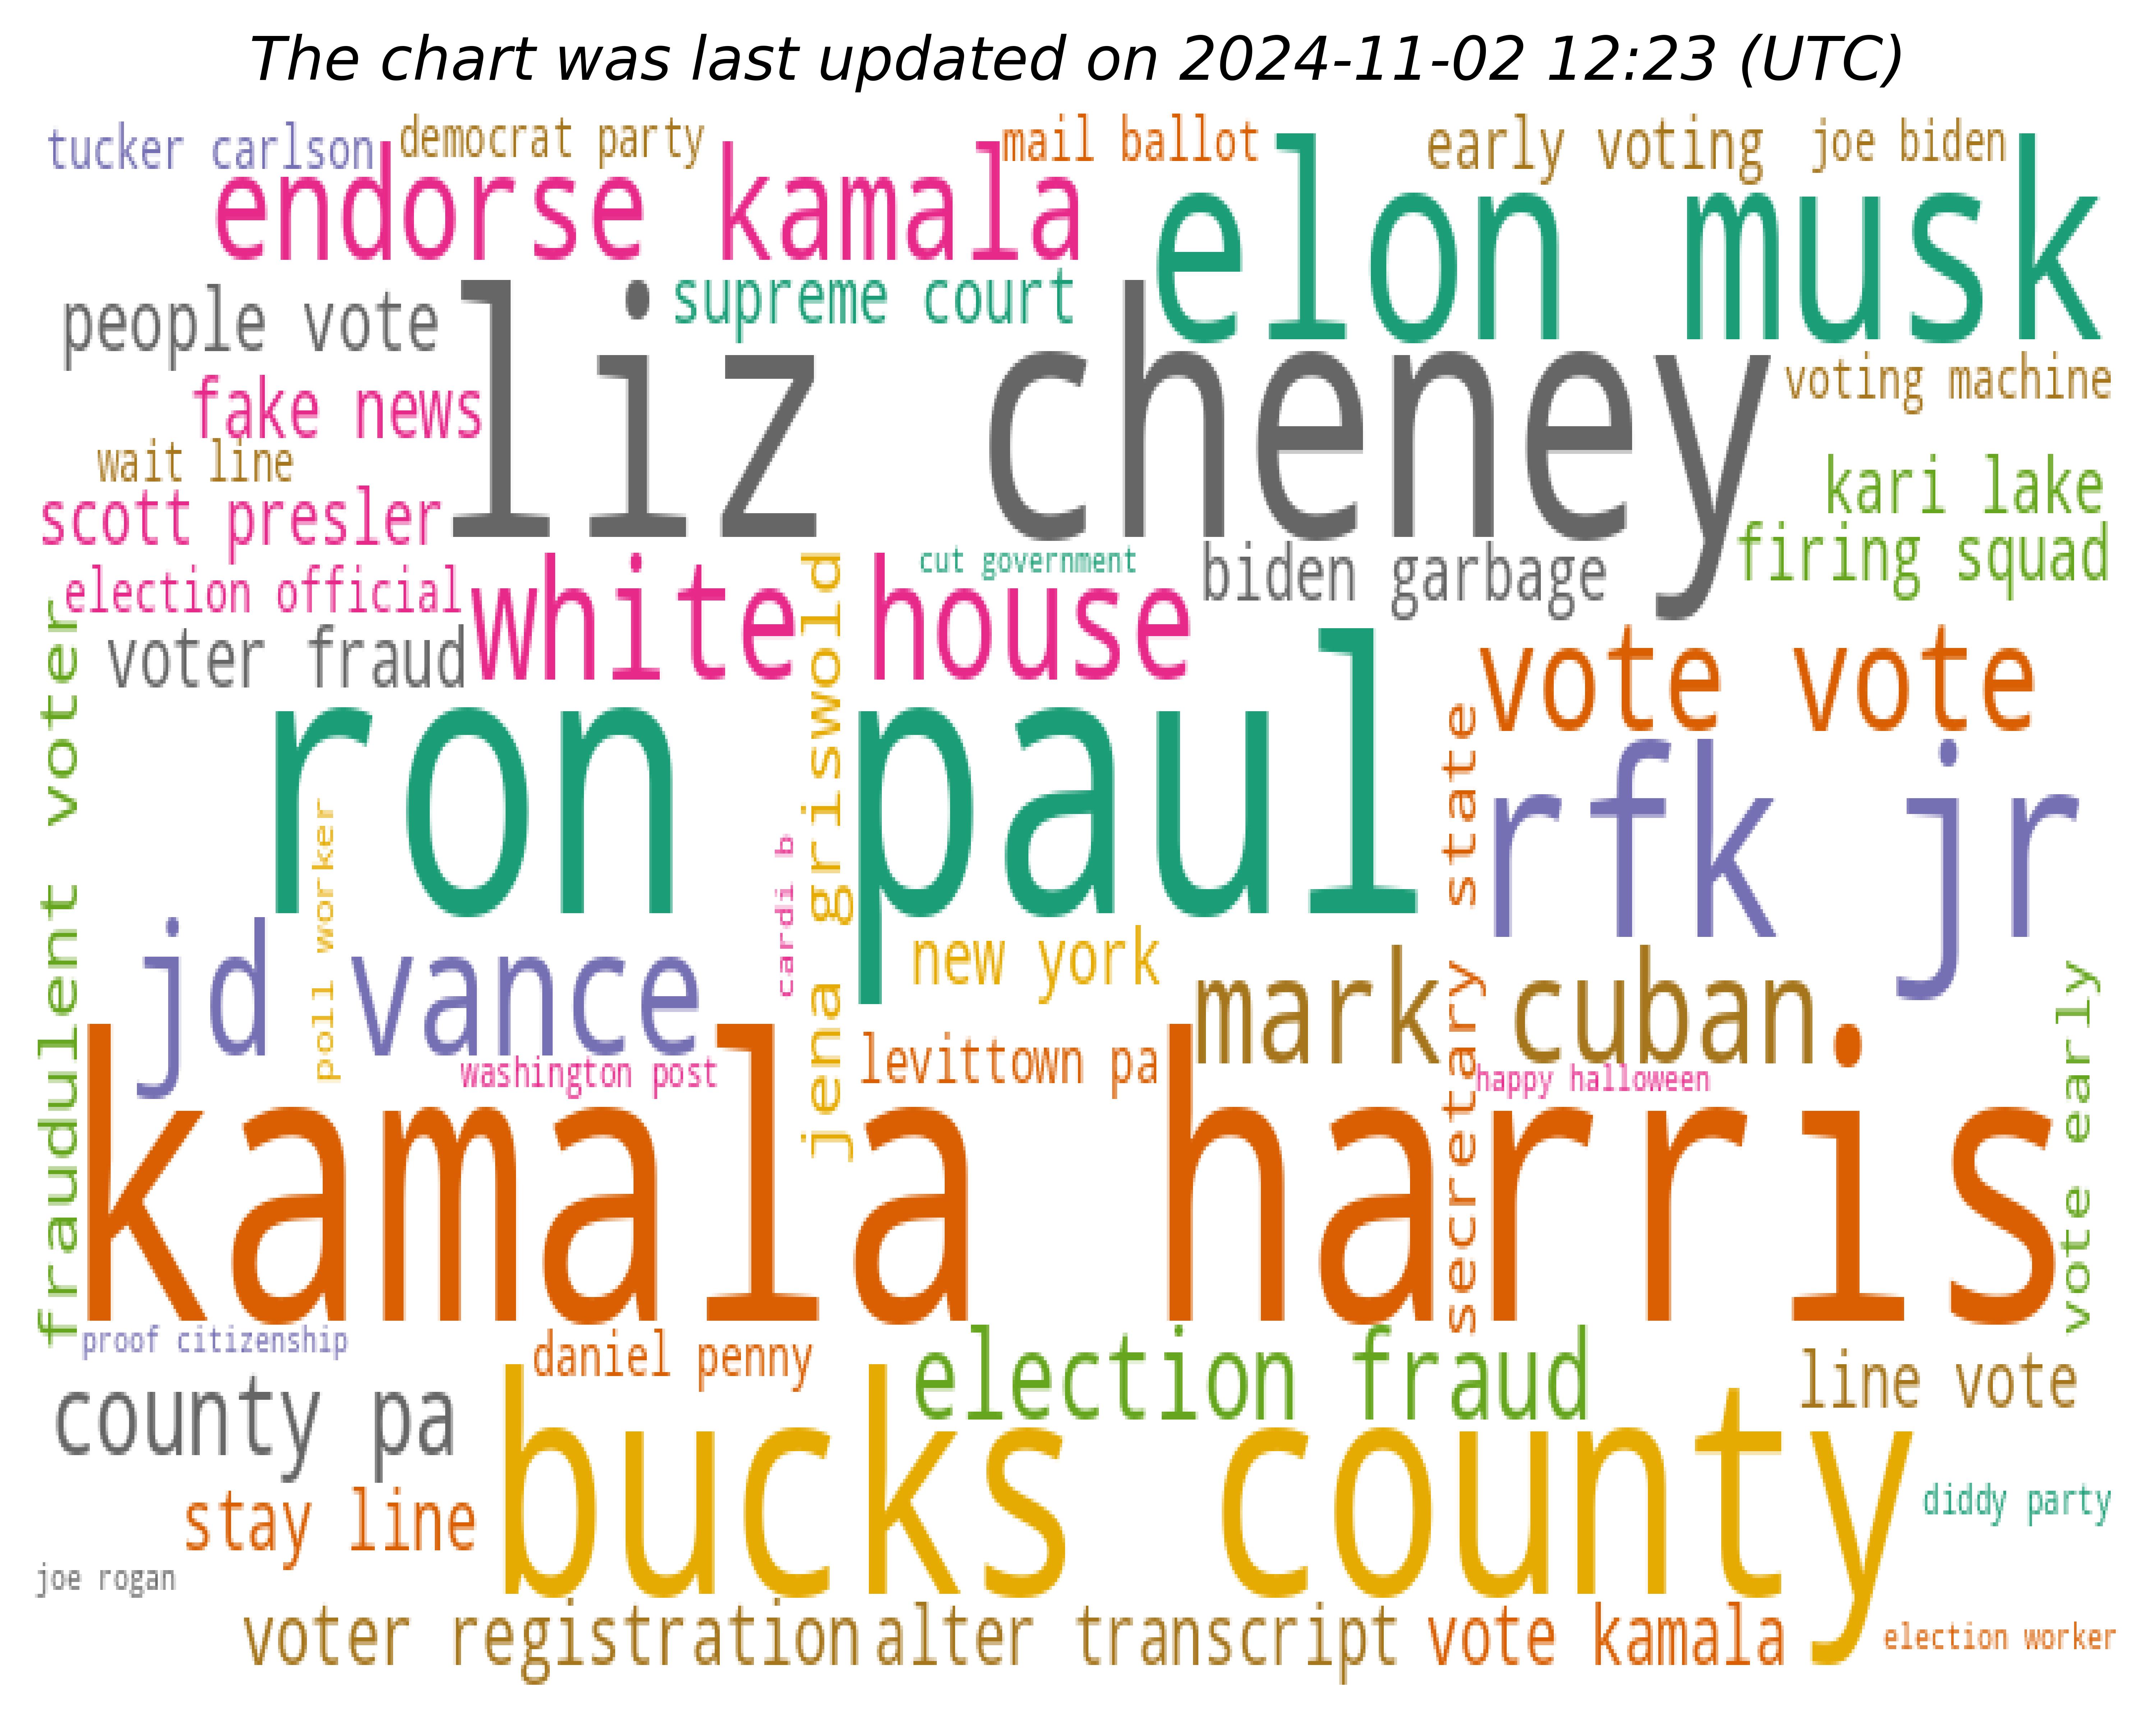 The chart was last updated on 2024-11-02 12:23 (UTC)
tucker carlson
democrat party
mail ballot
early voting
joe biden
endorse kamala
elon musk
people vote
supreme court
liz cheney
fake news
voting machine
wait line
kari lake
scott presler
firing squad
cut government
biden garbage
election official
white house
voter fraud
vote vote
fraudulent voter
jena griswold
ron paul
secretary state
rfk jr
poll worker
cardi b
jd vance
new york
mark cuban
vote early
washington post
levittown pa
happy halloween
kamala harris
proof citizenship
daniel penny
election fraud
line vote
county pa
bucks county
stay line
diddy party
joe rogan
voter registration
alter transcript
vote kamala
election worker